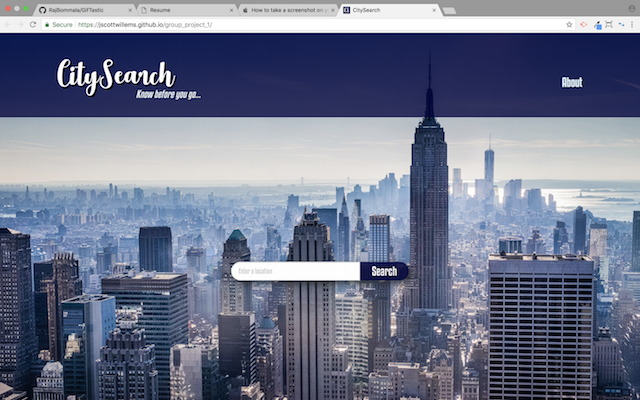 RajBommala/GIFTastic
Resume
How to take a screenshot on y
CitySearch
Secure
https://jscottwillems.github.io/group_project_1/
CitySearch
Know before you go...
About
Enter a location
Search